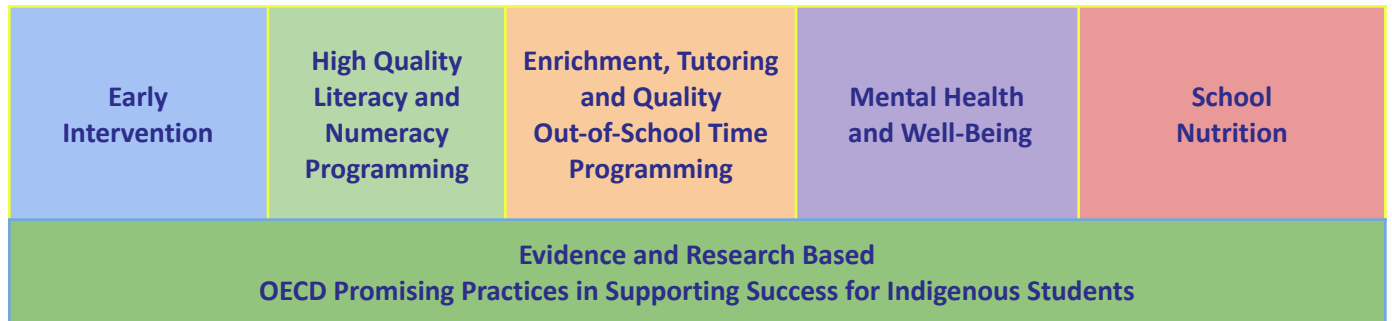 Early
Intervention
High Quality
Literacy and
Numeracy
Programming
Enrichment, Tutoring
and Quality
Out-of-School Time
Programming
Mental Health
and Well-Being
School
Nutrition
Evidence and Research Based
OECD Promising Practices in Supporting Success for Indigenous Students